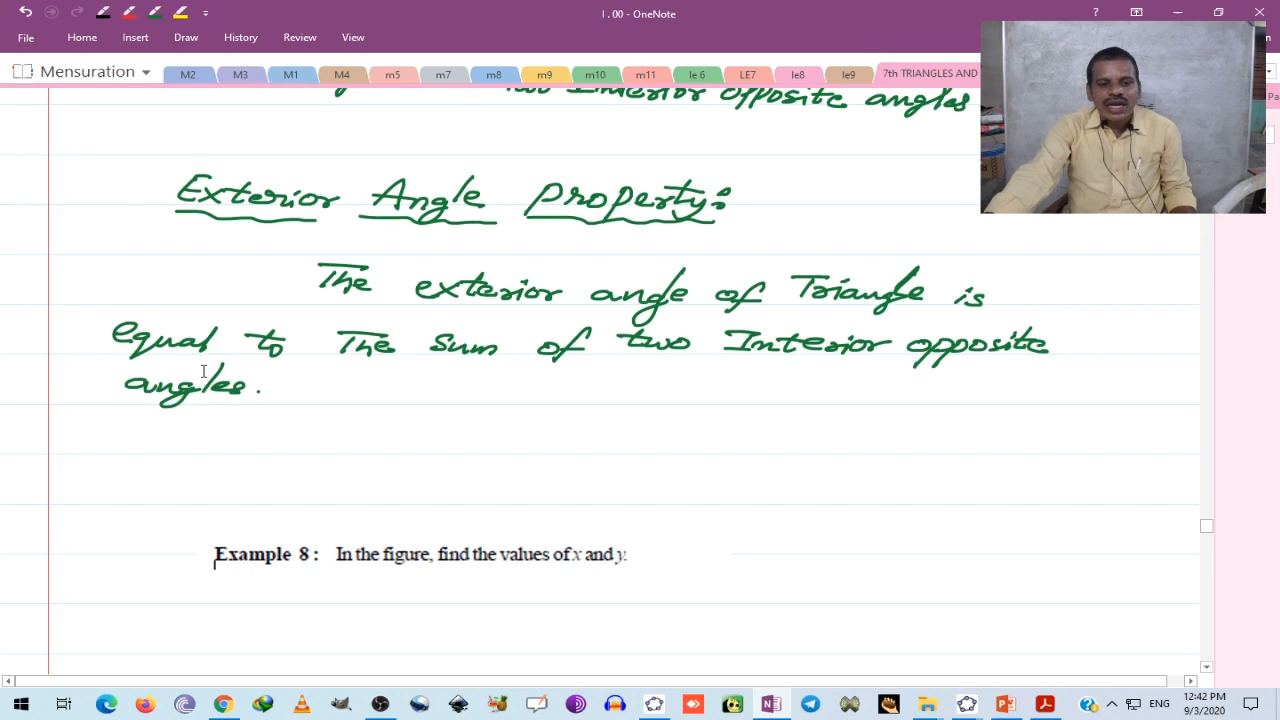 1.00 - OneNote
File Home Insert Draw History Review View
Mensuration M2 M3 M1 M4 m5 m7 m8 m9 m10 m11 le 6 LE7 le8 le9 7th TRIANGLES AND
Interior opposite angles
Exterior Angle Property:
The exterior angle of Triangle is
equal to The sum of two Interior opposite
angles.
Example 8 : In the figure, find the values of x and y.
ENG
12:42 PM
9/3/2020